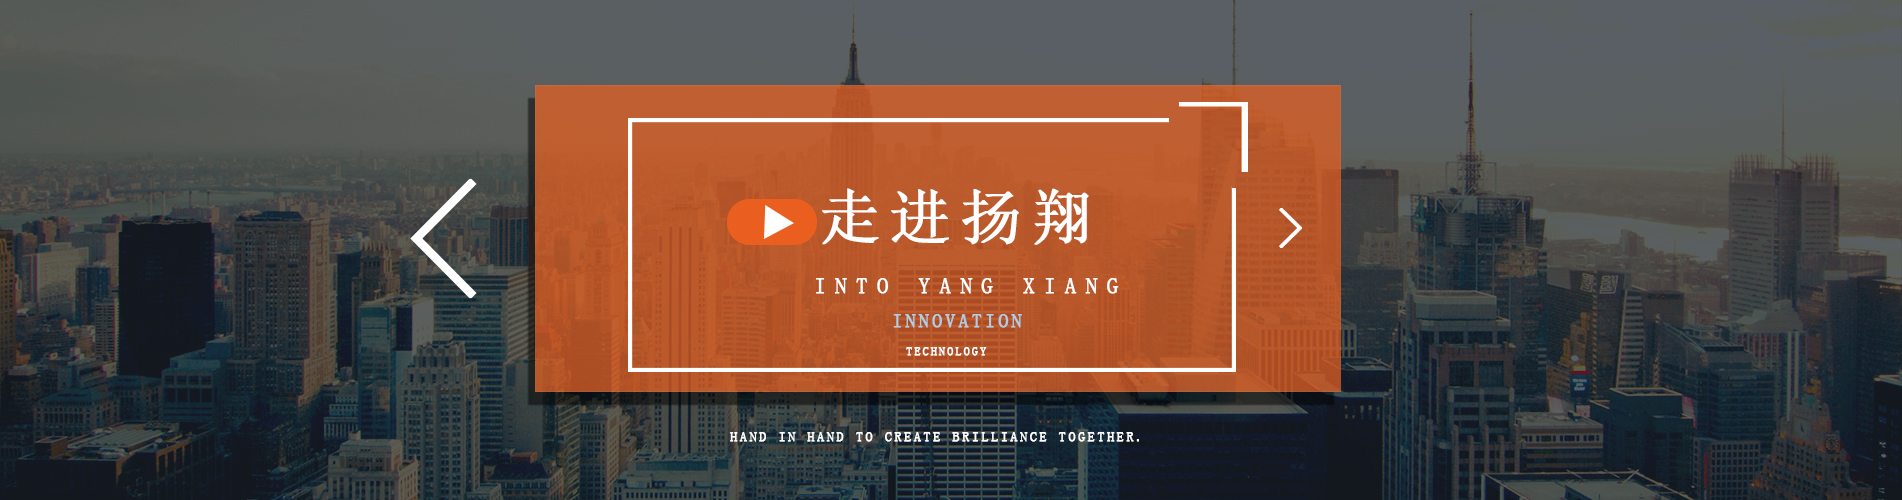 走进扬翔
INTO YANG XIANG
INNOVATION
TECHNOLOGY
HAND IN HAND TO CREATE BRILLIANCE TOGETHER.